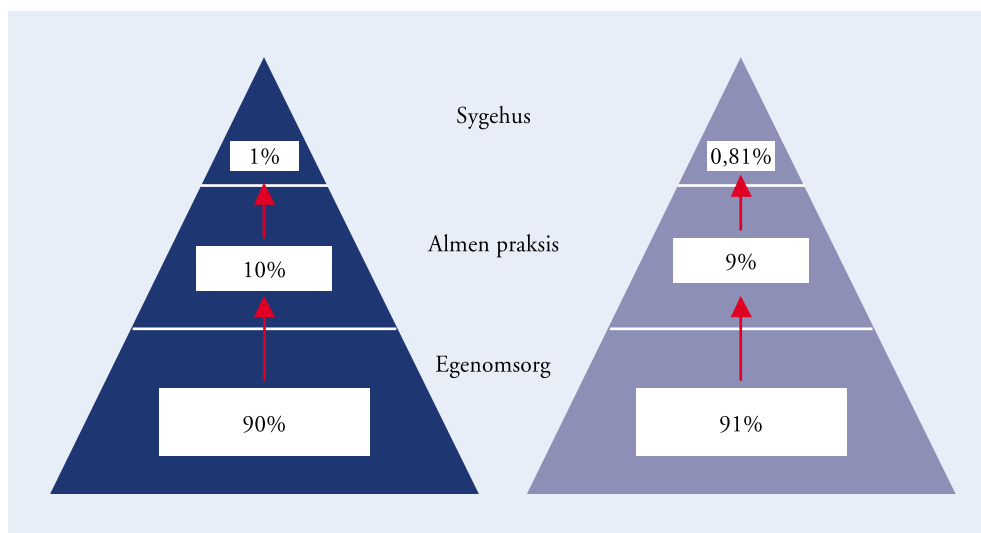 Sygehus
1%
0,81%
Almen praksis
10%
9%
Egenomsorg
90%
91%